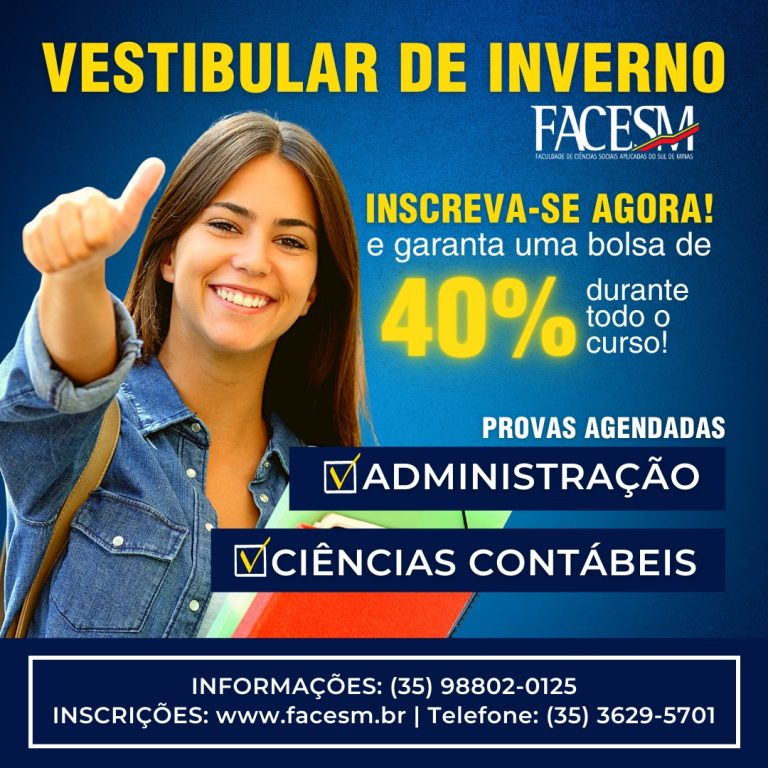 VESTIBULAR DE INVERNO
FACESM
FACULDADE DE CIÊNCIAS SOCIAIS APLICADAS DO SUL DE MINAS
INSCREVA-SE AGORA!
e garanta uma bolsa de
40% durante
todo o
curso!
PROVAS AGENDADAS
ADMINISTRAÇÃO
CIÊNCIAS CONTÁBEIS
INFORMAÇÕES: (35) 98802-0125
INSCRIÇÕES: www.facesm.br | Telefone: (35) 3629-5701